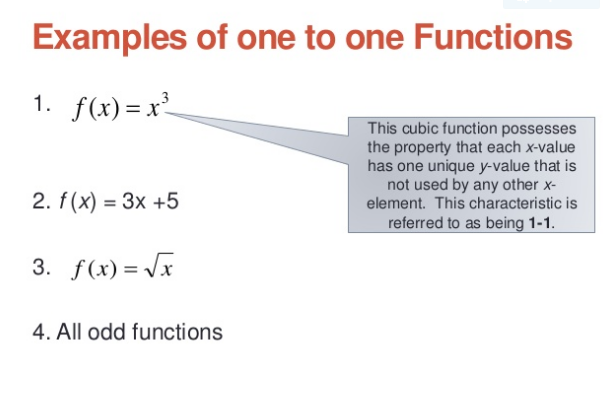 Examples of one to one Functions
1. f(x) = x³
This cubic function possesses
the property that each x-value
has one unique y-value that is
not used by any other x-
element. This characteristic is
referred to as being 1-1.
2. f (x) = 3x +5
3. f(x) = √x
4. All odd functions